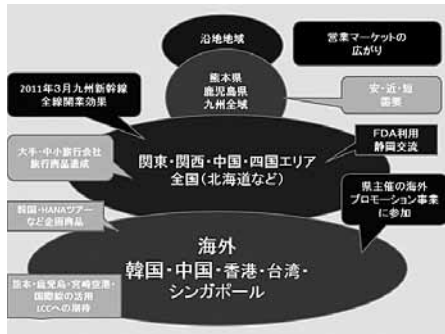 沿地地域
営業マーケットの
広がり
熊本県
鹿児島県
九州全域
2011年3月九州新幹線
全線開業効果
安・近・短
需要
FDA利用
静岡交流
大手・中小旅行会社
旅行商品造成
関東・関西・中国・四国エリア
全国(北海道など)
県主催の海外
プロモーション事業
に参加
韓国・HANAツアー
など企画商品
海外
韓国・中国・香港・台湾・
シンガポール
熊本・鹿児島・宮崎空港・
国際線の活用
LCCへの期待